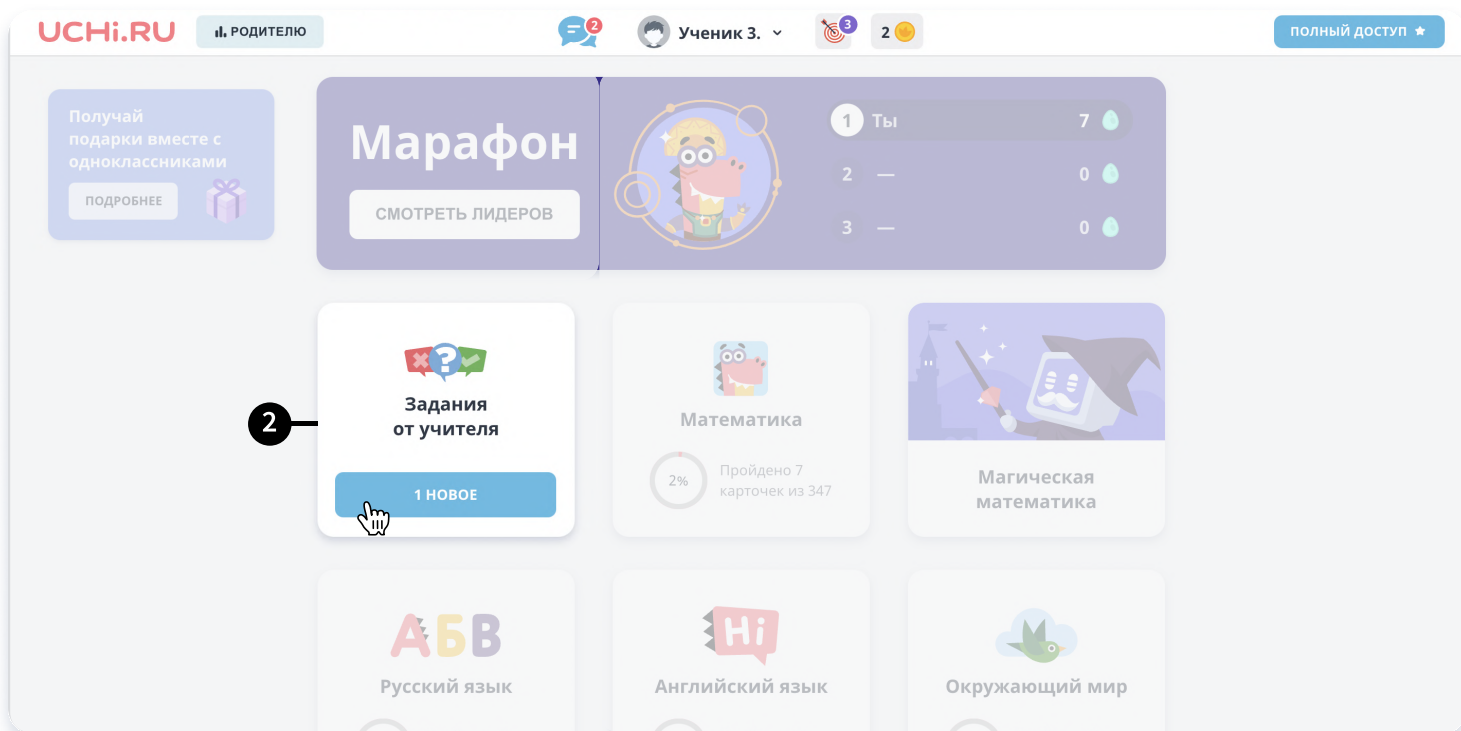 UCHi.RU
РОДИТЕЛЮ
2
Ученик 3.
3
2
ПОЛНЫЙ ДОСТУП
Получай
подарки вместе с
одноклассниками
ПОДРОБНЕЕ
Марафон
СМОТРЕТЬ ЛИДЕРОВ
1 Ты 7
2 — 0
3 — 0
2
?
Задания
от учителя
1 НОВОЕ
Математика
2%
Пройдено 7
карточек из 347
Магическая
математика
АБВ
Русский язык
Hi
Английский язык
Окружающий мир